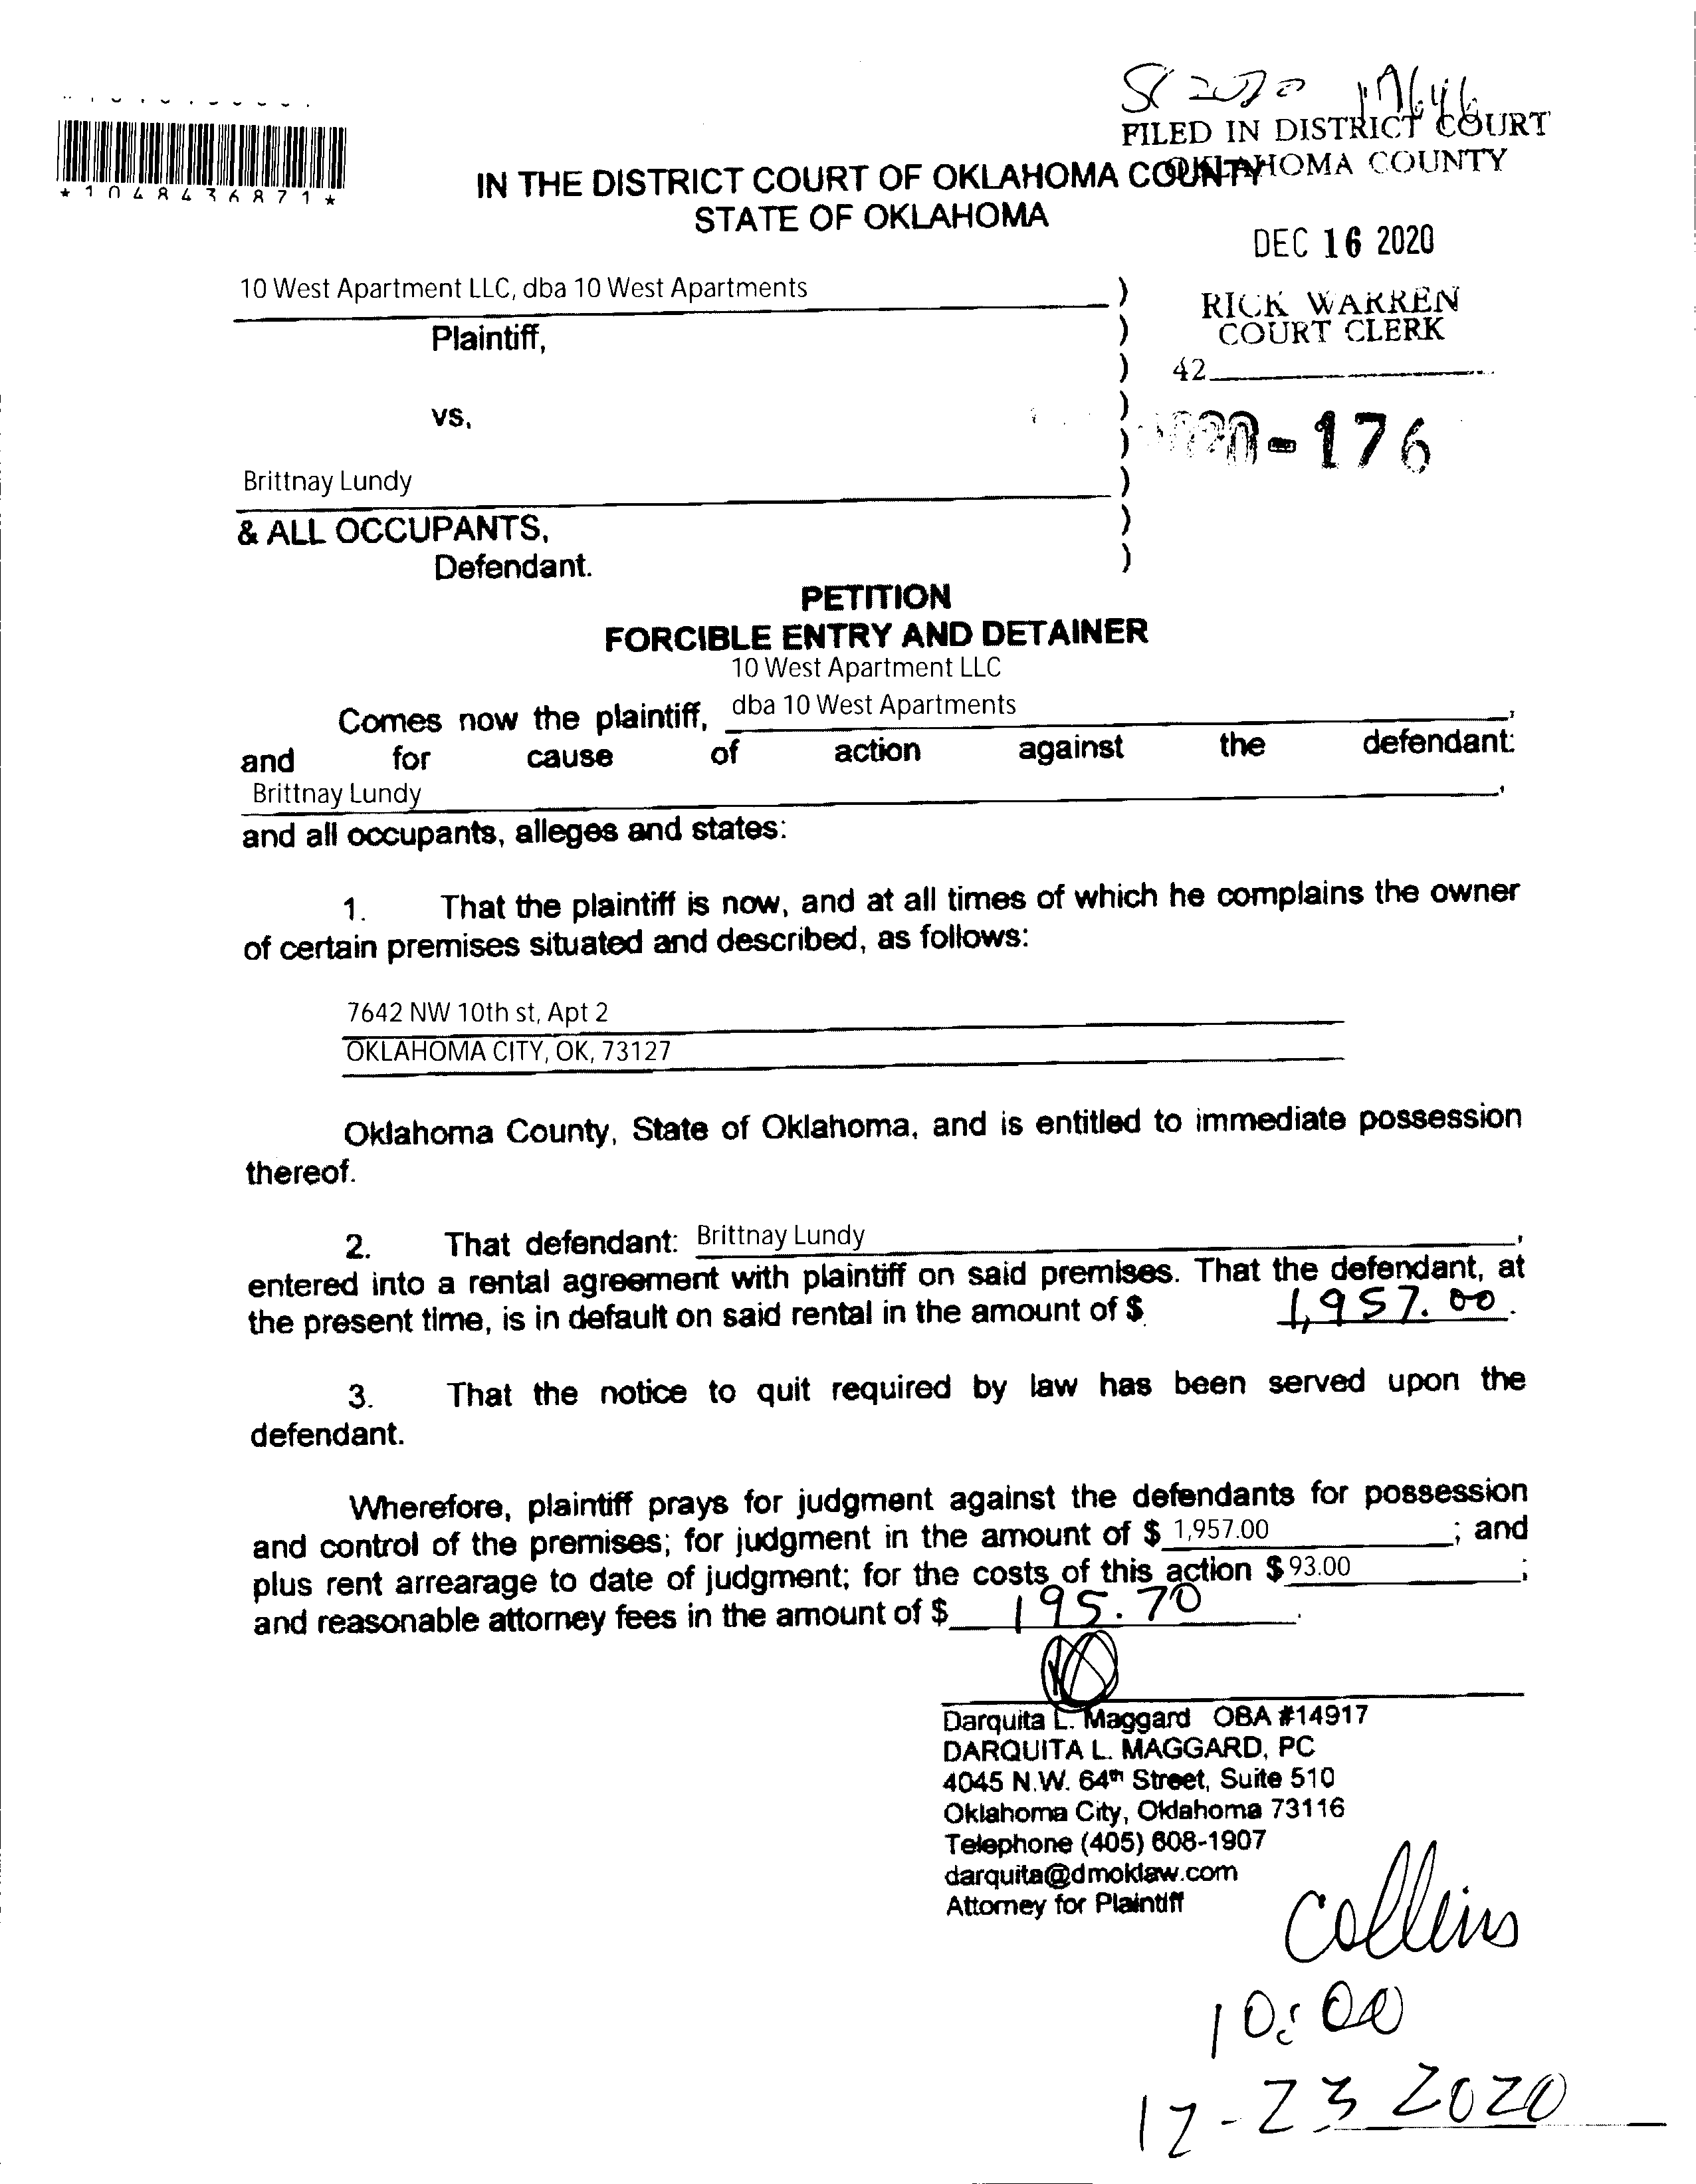 SC 2020 17646
FILED IN DISTRICT COURT
OKLAHOMA COUNTY
*1048436871*
IN THE DISTRICT COURT OF OKLAHOMA COUNTY
STATE OF OKLAHOMA
DEC 16 2020
10 West Apartment LLC, dba 10 West Apartments )
RICK WARREN
COURT CLERK
Plaintiff, )
) 42
vs. )
) -176
Brittnay Lundy )
& ALL OCCUPANTS, )
Defendant. )
PETITION
FORCIBLE ENTRY AND DETAINER
10 West Apartment LLC
Comes now the plaintiff, dba 10 West Apartments,
and for cause of action against the defendant:
Brittnay Lundy,
and all occupants, alleges and states:
1. That the plaintiff is now, and at all times of which he complains the owner
of certain premises situated and described, as follows:
7642 NW 10th st, Apt 2
OKLAHOMA CITY, OK, 73127
Oklahoma County, State of Oklahoma, and is entitled to immediate possession
thereof.
2. That defendant: Brittnay Lundy,
entered into a rental agreement with plaintiff on said premises. That the defendant, at
the present time, is in default on said rental in the amount of $ 1,957.00.
3. That the notice to quit required by law has been served upon the
defendant.
Wherefore, plaintiff prays for judgment against the defendants for possession
and control of the premises; for judgment in the amount of $ 1,957.00; and
plus rent arrearage to date of judgment; for the costs of this action $ 93.00;
and reasonable attorney fees in the amount of $ 195.70.
Darquita L. Maggard OBA #14917
DARQUITA L. MAGGARD, PC
4045 N.W. 64th Street, Suite 510
Oklahoma City, Oklahoma 73116
Telephone (405) 608-1907
darquita@dmoklaw.com
Attorney for Plaintiff
Collins
10:00
12-23 2020